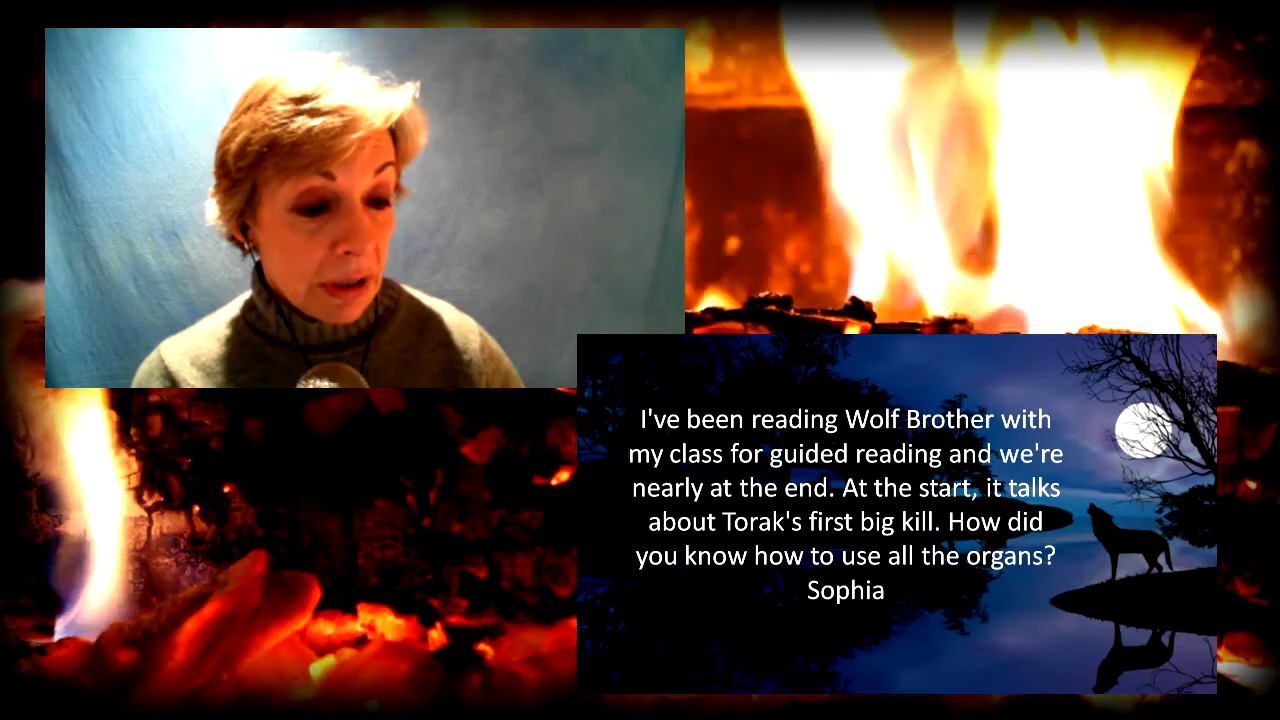 I've been reading Wolf Brother with
my class for guided reading and we're
nearly at the end. At the start, it talks
about Torak's first big kill. How did
you know how to use all the organs?
Sophia